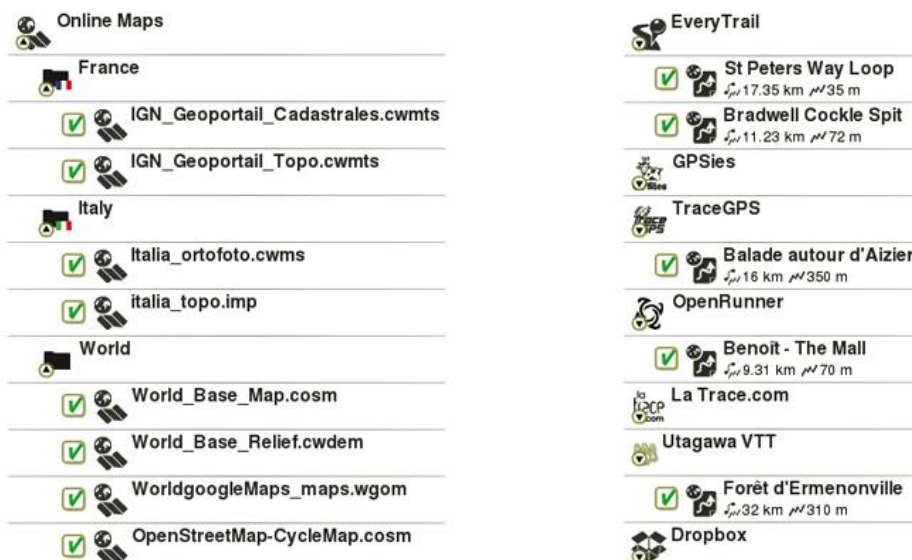 Online Maps
France
IGN_Geoportail_Cadastrales.cwmts
IGN_Geoportail_Topo.cwmts
Italy
Italia_ortofoto.cwms
italia_topo.imp
World
World_Base_Map.cosm
World_Base_Relief.cwdem
WorldgoogleMaps_maps.wgom
OpenStreetMap-CycleMap.cosm
EveryTrail
St Peters Way Loop
17.35 km 35 m
Bradwell Cockle Spit
11.23 km 72 m
GPSies
TraceGPS
Balade autour d'Aizier
16 km 350 m
OpenRunner
Benoît - The Mall
9.31 km 70 m
La Trace.com
Utagawa VTT
Forêt d'Ermenonville
32 km 310 m
Dropbox